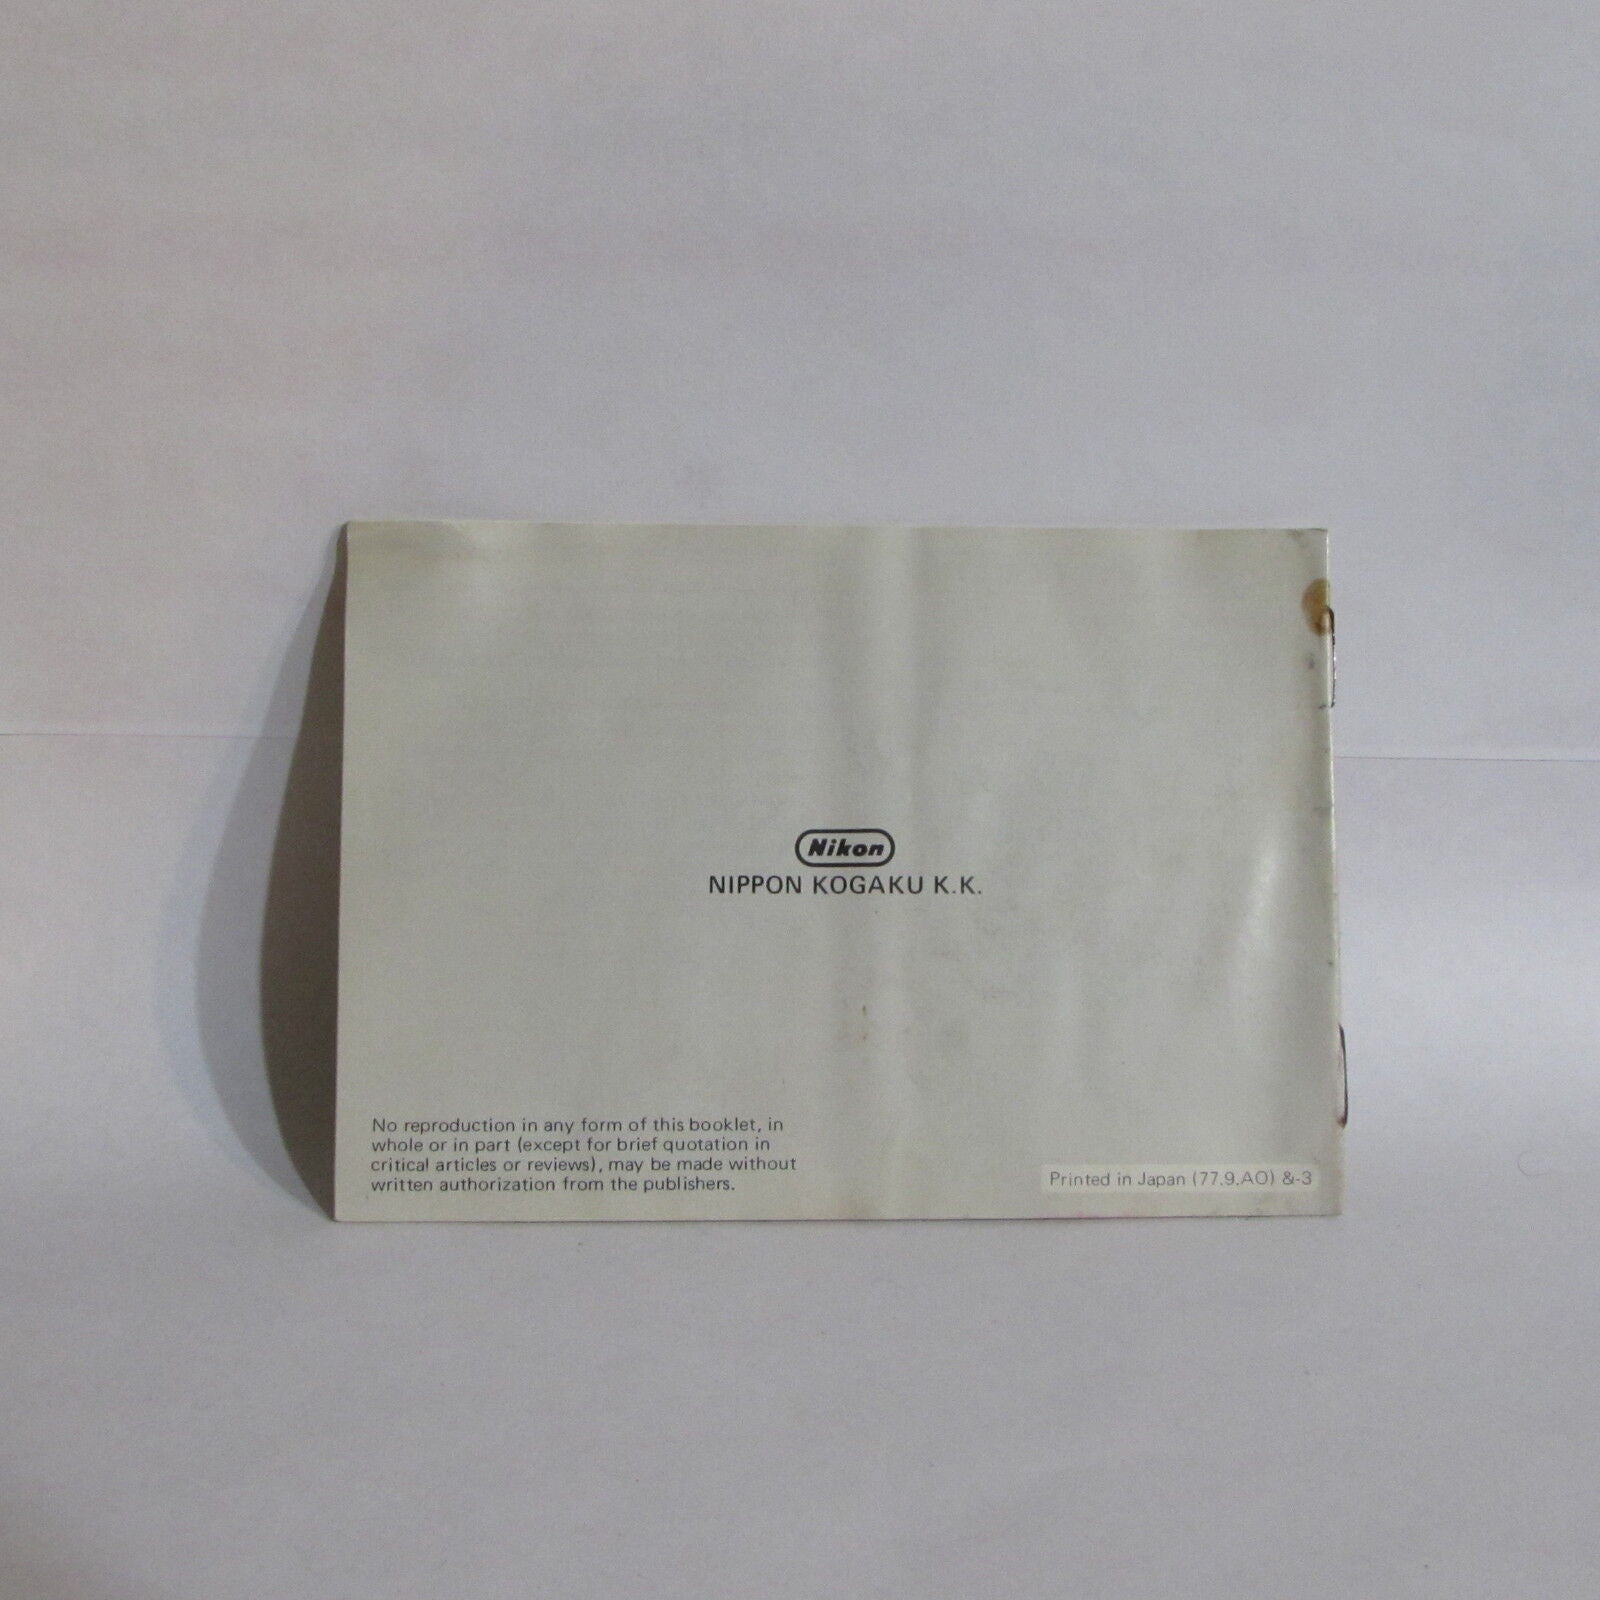 Nikon
NIPPON KOGAKU K.K.
No reproduction in any form of this booklet, in
whole or in part (except for brief quotation in
critical articles or reviews), may be made without
written authorization from the publishers.
Printed in Japan (77.9.AO) &-3